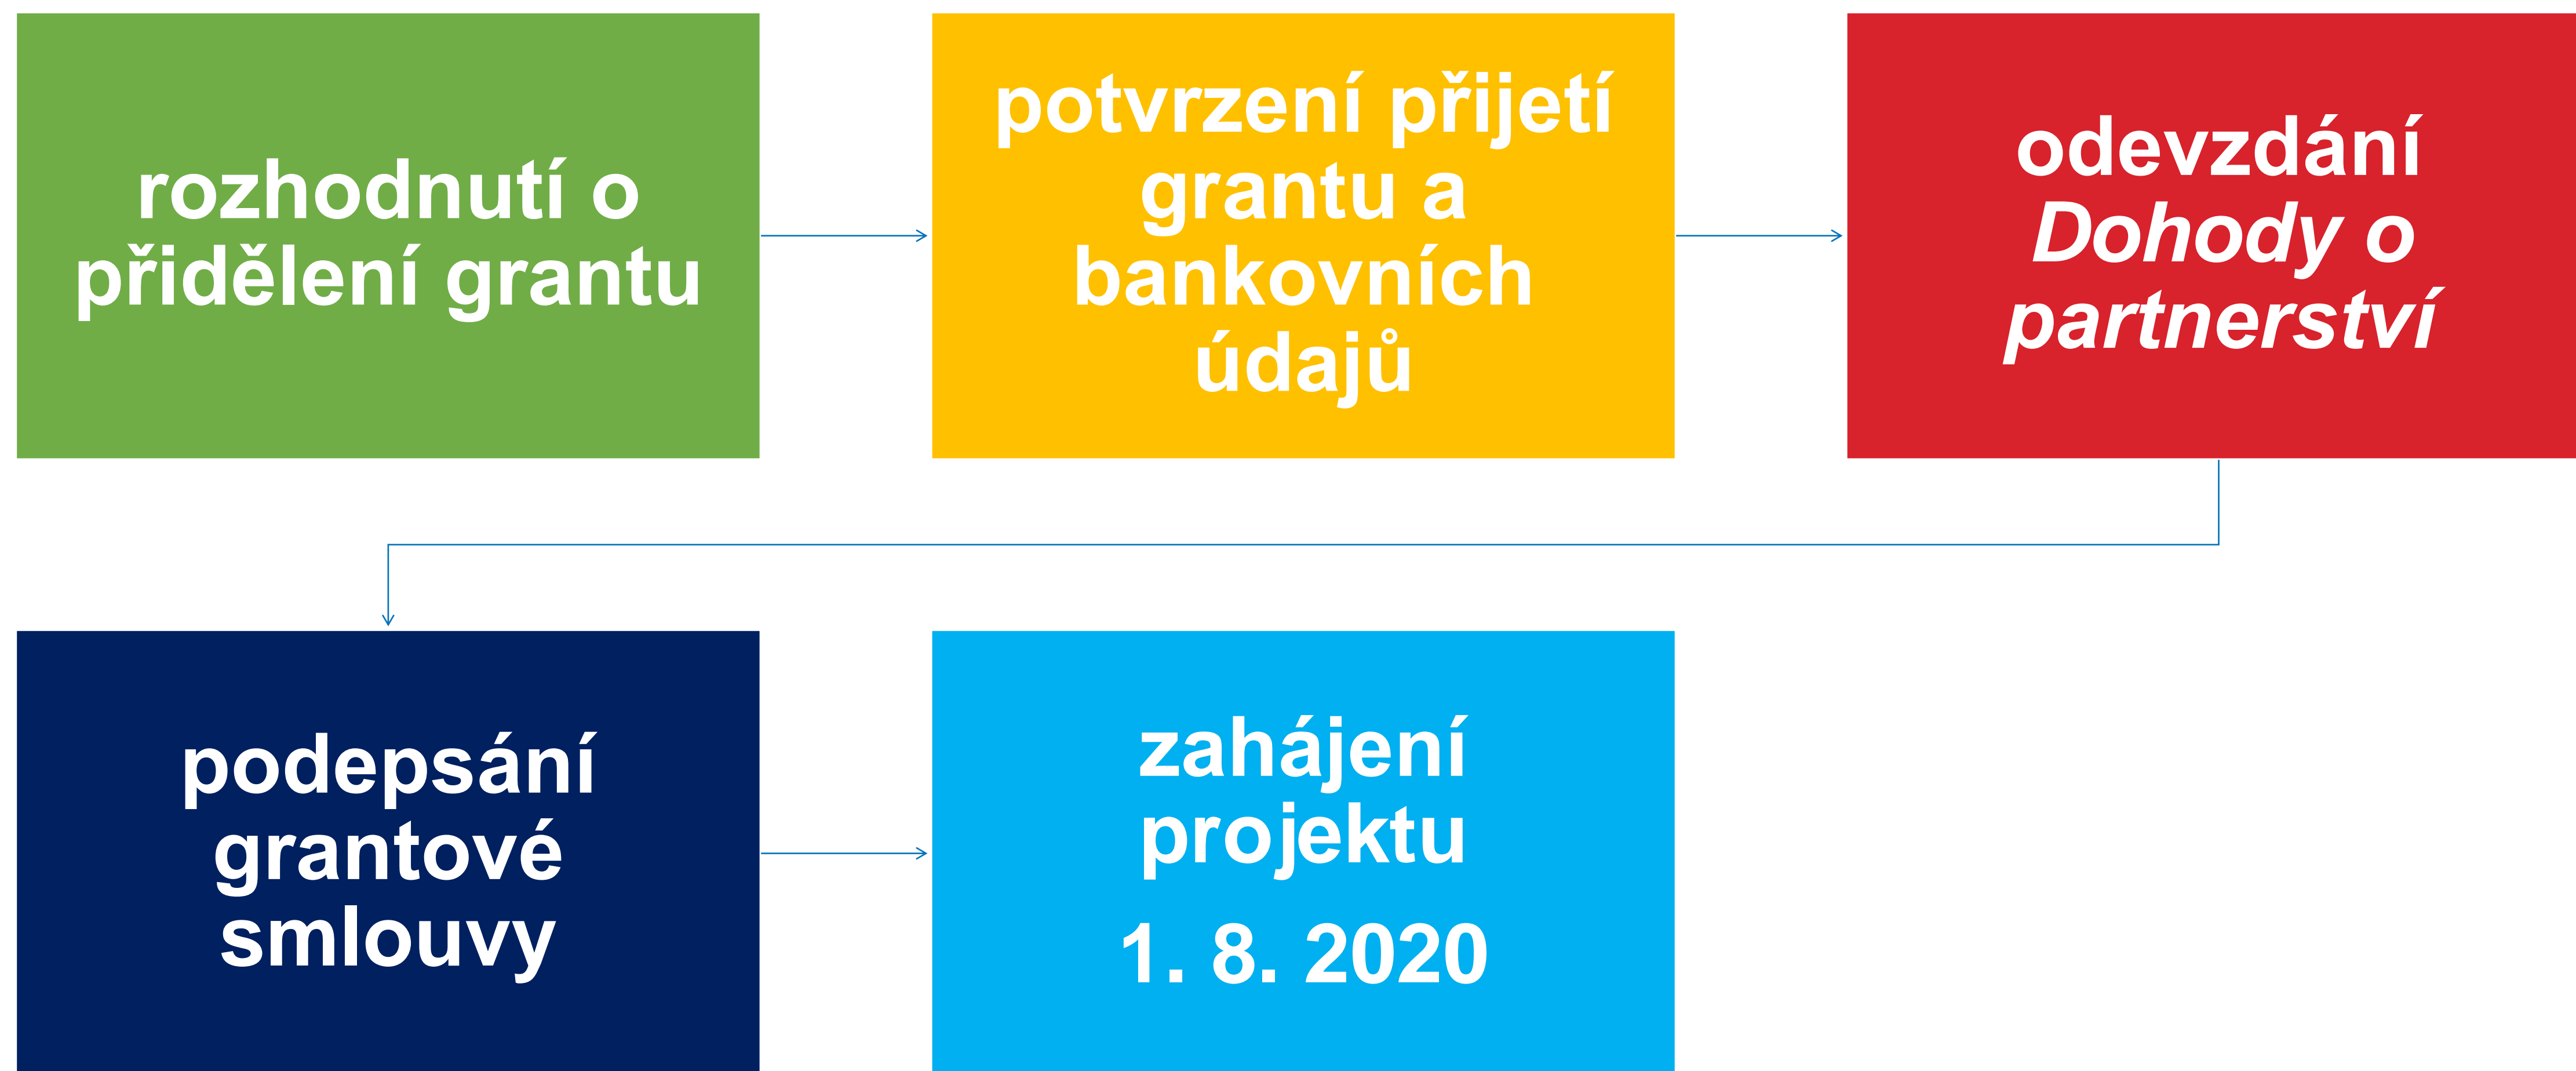 rozhodnutí o
přidělení grantu
potvrzení přijetí
grantu a
bankovních
údajů
odevzdání
Dohody o
partnerství
podepsání
grantové
smlouvy
zahájení
projektu
1. 8. 2020